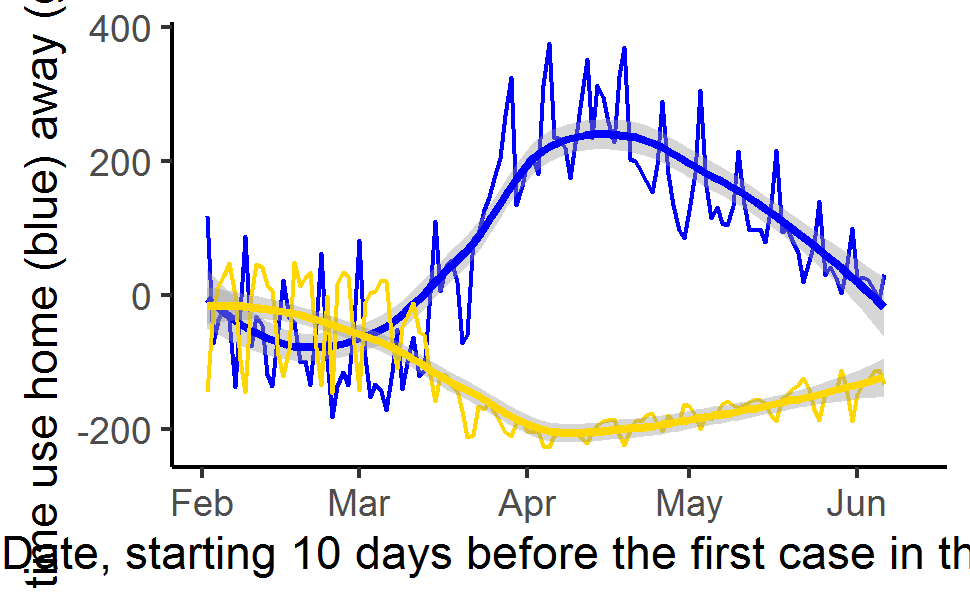 time use home (blue) away (
400
200
0
-200
Feb Mar Apr May Jun
Date, starting 10 days before the first case in th